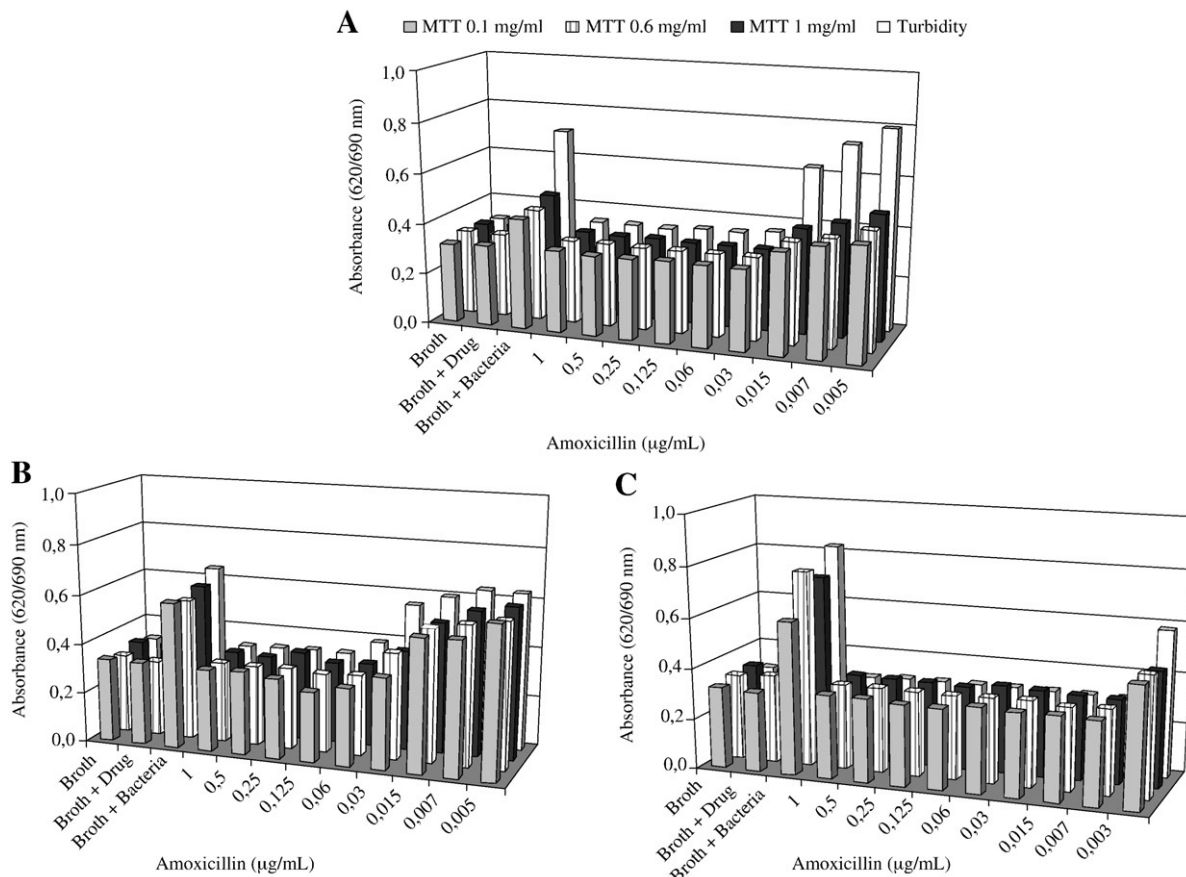 A
MTT 0.1 mg/ml MTT 0.6 mg/ml MTT 1 mg/ml Turbidity
Absorbance (620/690 nm)
1,0
0,8
0,6
0,4
0,2
0,0
Broth
Broth + Drug
Broth + Bacteria
1
0,5
0,25
0,125
0,06
0,03
0,015
0,007
0,005
Amoxicillin (μg/mL)
B
Absorbance (620/690 nm)
1,0
0,8
0,6
0,4
0,2
0,0
Broth
Broth + Drug
Broth + Bacteria
1
0,5
0,25
0,125
0,06
0,03
0,015
0,007
0,005
Amoxicillin (μg/mL)
C
Absorbance (620/690 nm)
1,0
0,8
0,6
0,4
0,2
0,0
Broth
Broth + Drug
Broth + Bacteria
1
0,5
0,25
0,125
0,06
0,03
0,015
0,007
0,003
Amoxicillin (μg/mL)